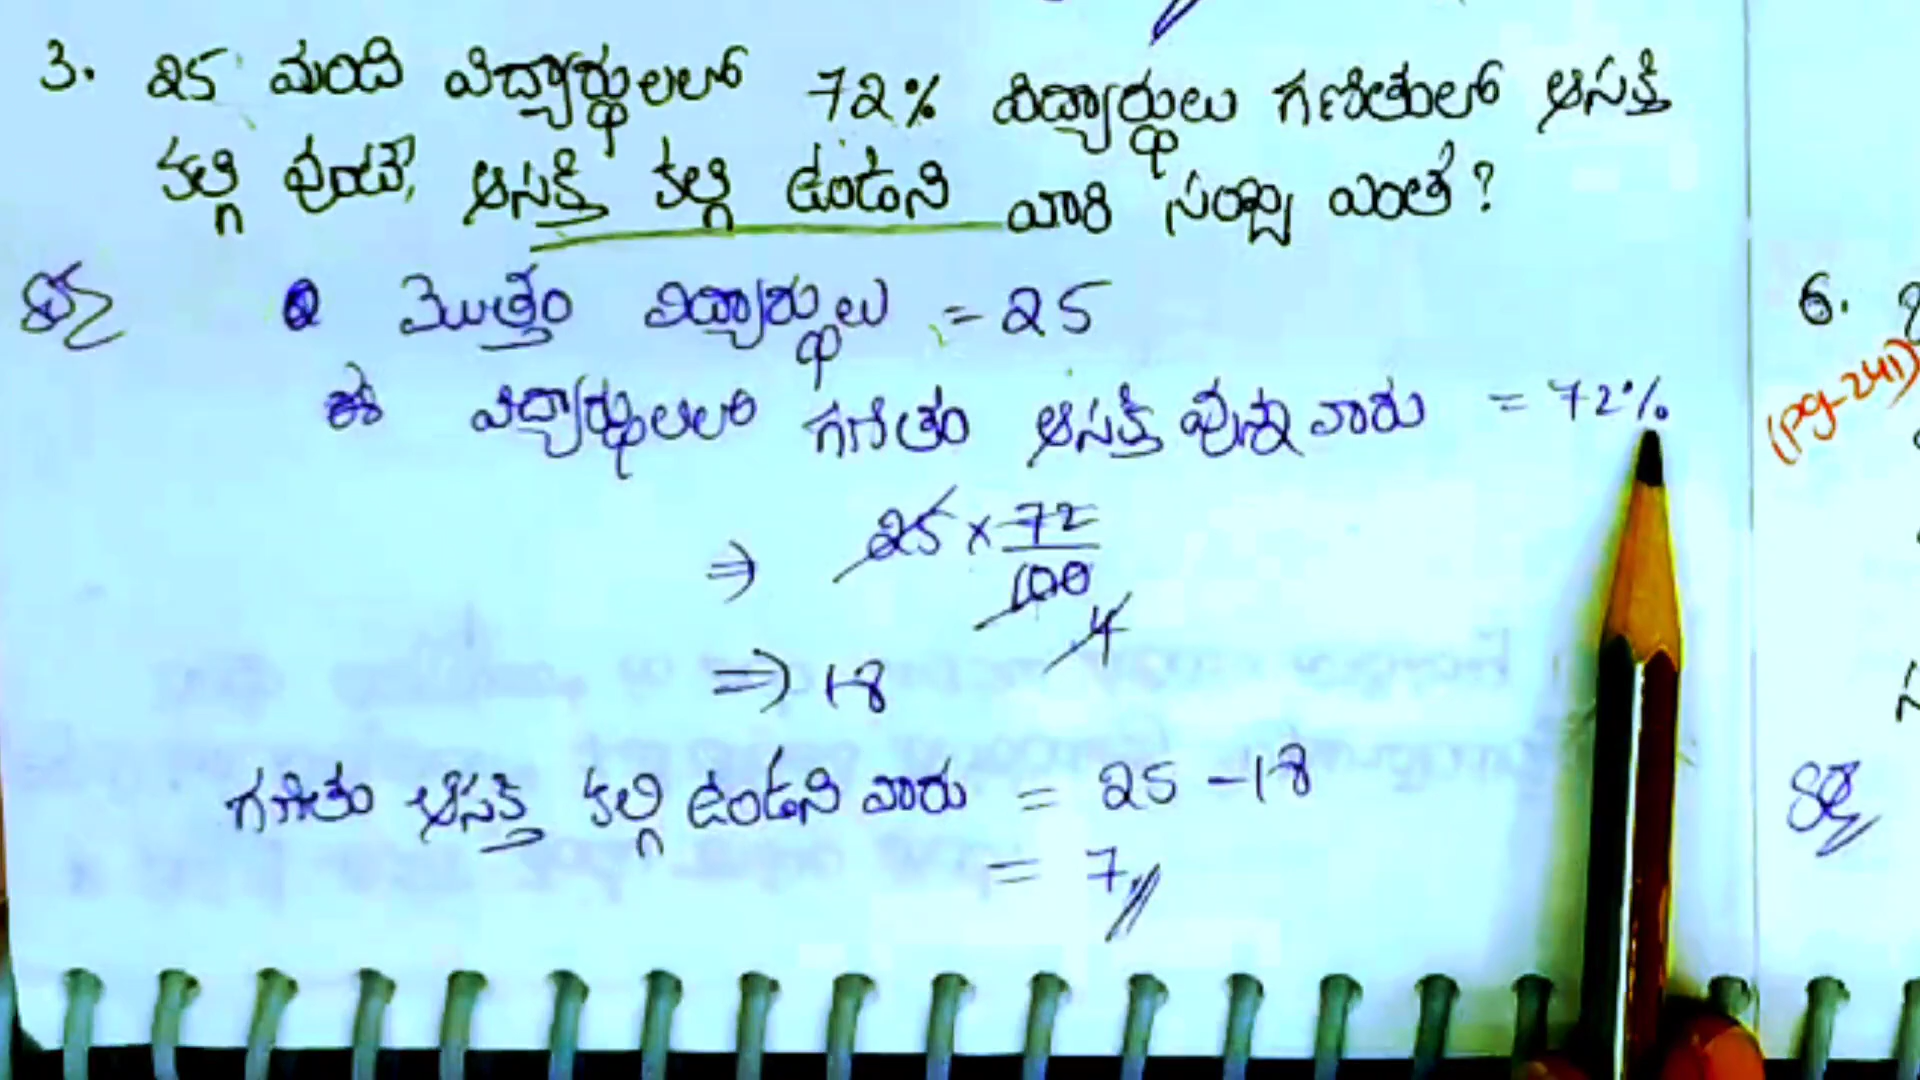 3. 25 మంది విద్యార్థులలో 72% విద్యార్థులు గణితంలో ఆసక్తి
కల్గి వుంటే, ఆసక్తి కల్గి ఉండని వారి సంఖ్య ఎంత?
మొత్తం విద్యార్థులు = 25
ఈ విద్యార్థులలో గణితం ఆసక్తి వున్న వారు = 72%
⇒ 25 × 72/100 4
⇒ 18
గణితం ఆసక్తి కల్గి ఉండని వారు = 25 - 18
= 7
6.
(pg-241)